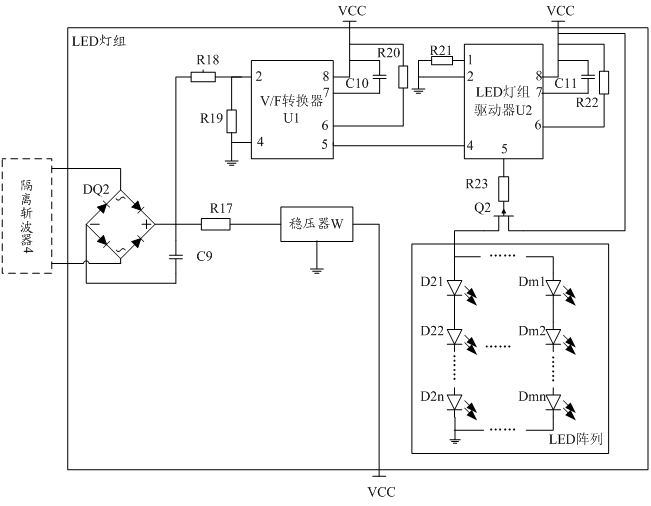 VCC
VCC
LED灯组
R18
R19
2
4
V/F转换器
U1
8
7
6
5
C10
R20
R21
1
2
4
LED灯组
驱动器U2
8
7
6
5
C11
R22
隔离斩波器4
DQ2
~
−
+
~
R17
C9
稳压器W
R23
Q2
D21
Dm1
D22
Dm2
D2n
Dmn
LED阵列
VCC